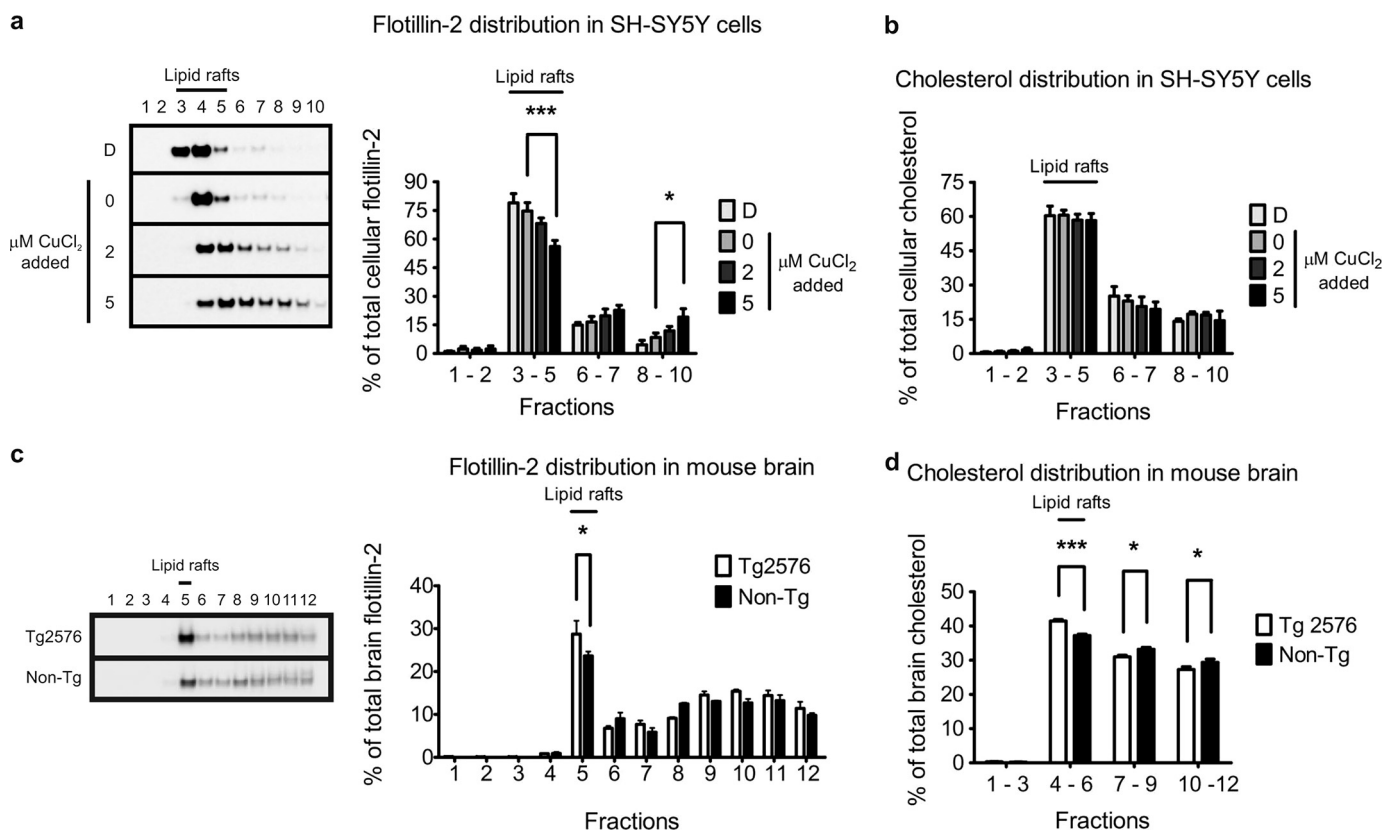 a
Flotillin-2 distribution in SH-SY5Y cells
Lipid rafts
1 2 3 4 5 6 7 8 9 10
D
0
2
5
μM CuCl2
added
Lipid rafts
***
*
% of total cellular flotillin-2
90
75
60
45
30
15
0
1 - 2 3 - 5 6 - 7 8 - 10
Fractions
D
0
2
5
μM CuCl2
added
b
Cholesterol distribution in SH-SY5Y cells
Lipid rafts
% of total cellular cholesterol
75
60
45
30
15
0
1 - 2 3 - 5 6 - 7 8 - 10
Fractions
D
0
2
5
μM CuCl2
added
c
Flotillin-2 distribution in mouse brain
Lipid rafts
1 2 3 4 5 6 7 8 9 10 11 12
Tg2576
Non-Tg
Lipid rafts
*
% of total brain flotillin-2
40
30
20
10
0
1 2 3 4 5 6 7 8 9 10 11 12
Fractions
Tg2576
Non-Tg
d
Cholesterol distribution in mouse brain
Lipid rafts
*** * *
% of total brain cholesterol
50
40
30
20
10
0
1 - 3 4 - 6 7 - 9 10 -12
Fractions
Tg 2576
Non-Tg